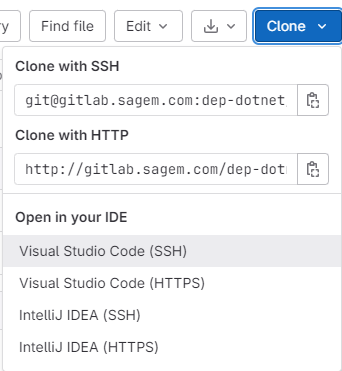 Find file
Edit
Clone
Clone with SSH
git@gitlab.sagem.com:dep-dotnet
Clone with HTTP
http://gitlab.sagem.com/dep-dot
Open in your IDE
Visual Studio Code (SSH)
Visual Studio Code (HTTPS)
IntelliJ IDEA (SSH)
IntelliJ IDEA (HTTPS)